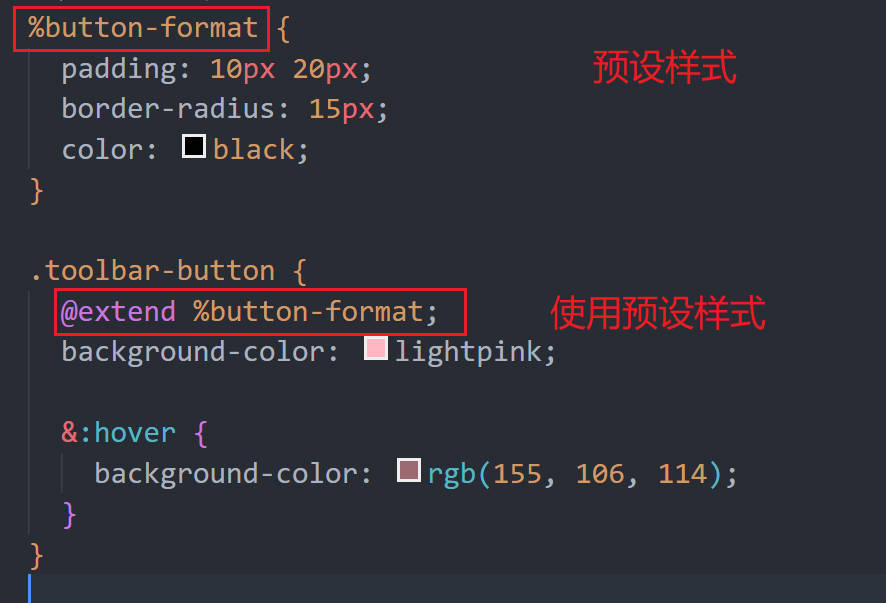 %button-format {
padding: 10px 20px;
预设样式
border-radius: 15px;
color: black;
}
.toolbar-button {
@extend %button-format;
使用预设样式
background-color: lightpink;
&:hover {
background-color: rgb(155, 106, 114);
}
}